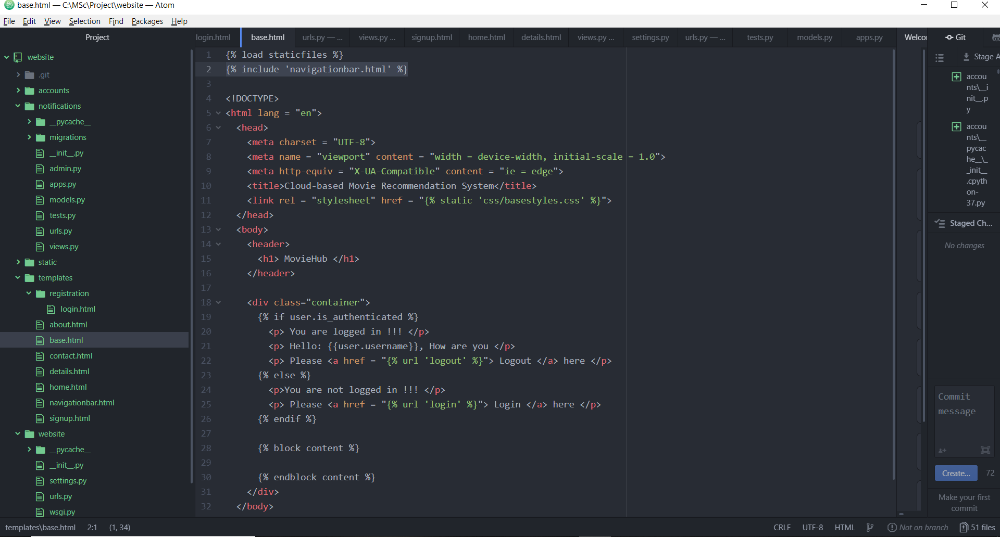 base.html — C:\MSc\Project\website — Atom
File Edit View Selection Find Packages Help
Project
website
.git
accounts
notifications
__pycache__
migrations
__init__.py
admin.py
apps.py
models.py
tests.py
urls.py
views.py
static
templates
registration
login.html
about.html
base.html
contact.html
details.html
home.html
navigationbar.html
signup.html
website
__pycache__
__init__.py
settings.py
urls.py
wsgi.py
login.html base.html urls.py — ... views.py ... signup.html home.html details.html views.py ... settings.py urls.py — ... tests.py models.py apps.py Welcor
1 {% load staticfiles %}
2 {% include 'navigationbar.html' %}
3
4 <!DOCTYPE>
5 <html lang = "en">
6 <head>
7 <meta charset = "UTF-8">
8 <meta name = "viewport" content = "width = device-width, initial-scale = 1.0">
9 <meta http-equiv = "X-UA-Compatible" content = "ie = edge">
10 <title>Cloud-based Movie Recommendation System</title>
11 <link rel = "stylesheet" href = "{% static 'css/basestyles.css' %}">
12 </head>
13 <body>
14 <header>
15 <h1> MovieHub </h1>
16 </header>
17
18 <div class="container">
19 {% if user.is_authenticated %}
20 <p> You are logged in !!! </p>
21 <p> Hello: {{user.username}}, How are you </p>
22 <p> Please <a href = "{% url 'logout' %}"> Logout </a> here </p>
23 {% else %}
24 <p>You are not logged in !!! </p>
25 <p> Please <a href = "{% url 'login' %}"> Login </a> here </p>
26 {% endif %}
27
28 {% block content %}
29
30 {% endblock content %}
31 </div>
32 </body>
Git
Stage A
accou
nts\__i
nit__.p
y
accou
nts\__
pycac
he__\_
_init__
.cpyth
on-
37.py
Staged Ch...
No changes
Commit
message
Create... 72
Make your first
commit
templates\base.html 2:1 (1, 34) CRLF UTF-8 HTML Not on branch 51 files